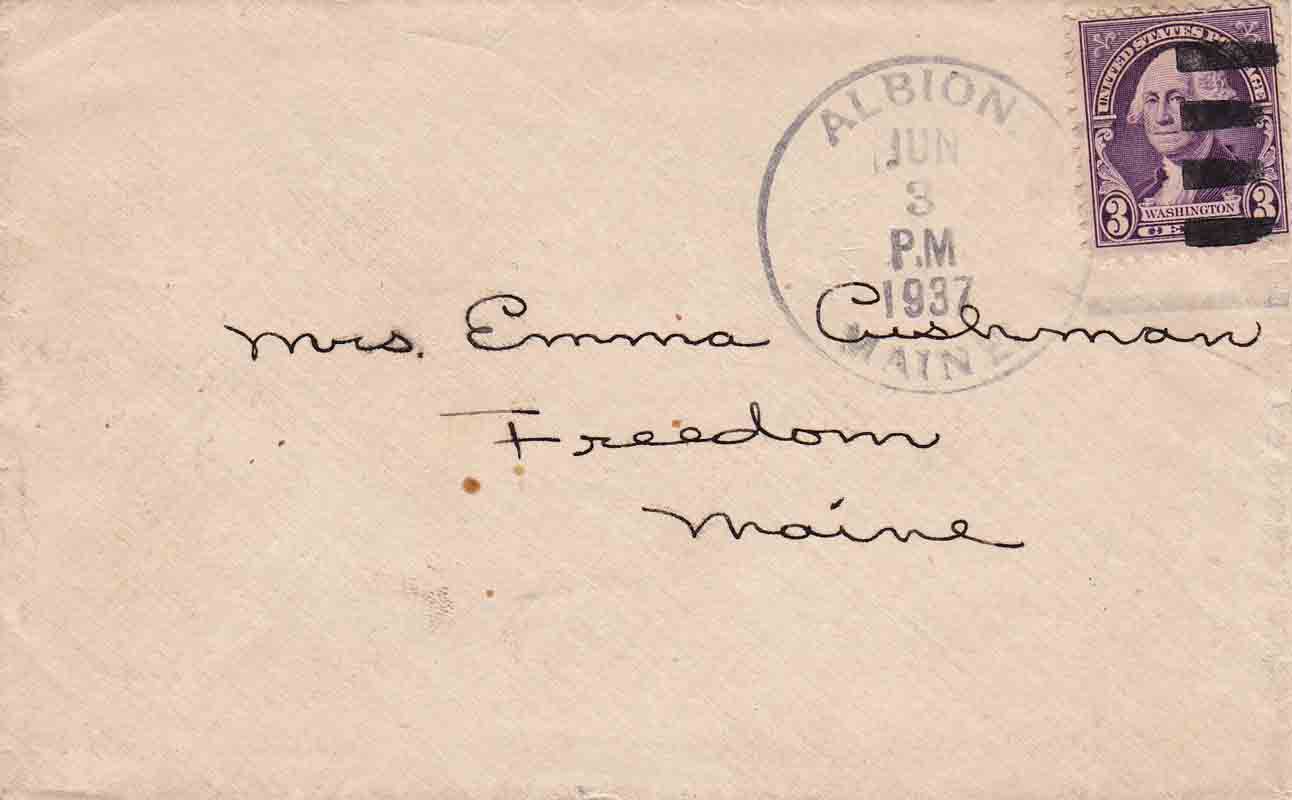 UNITED STATES POSTAGE
3 WASHINGTON 3
ALBION.
JUN
3
P.M
1937
MAINE
Mrs. Emma Cushman
Freedom
Maine